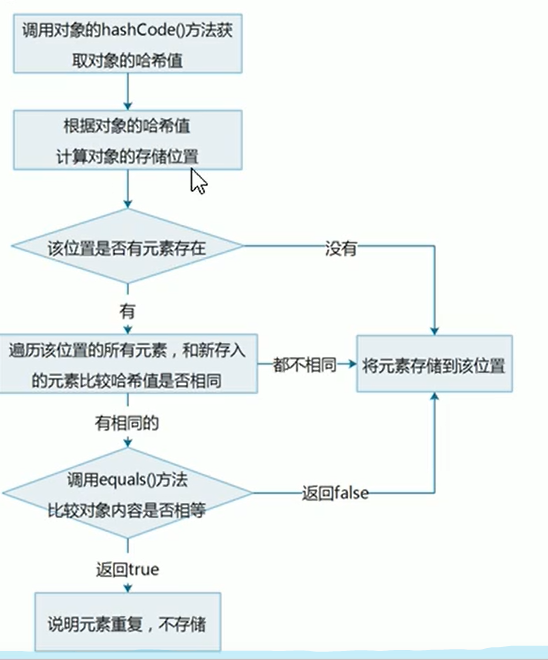 调用对象的hashCode()方法获
取对象的哈希值
根据对象的哈希值
计算对象的存储位置
该位置是否有元素存在
没有
有
遍历该位置的所有元素，和新存入
的元素比较哈希值是否相同
都不相同
将元素存储到该位置
有相同的
调用equals()方法
比较对象内容是否相等
返回false
返回true
说明元素重复，不存储